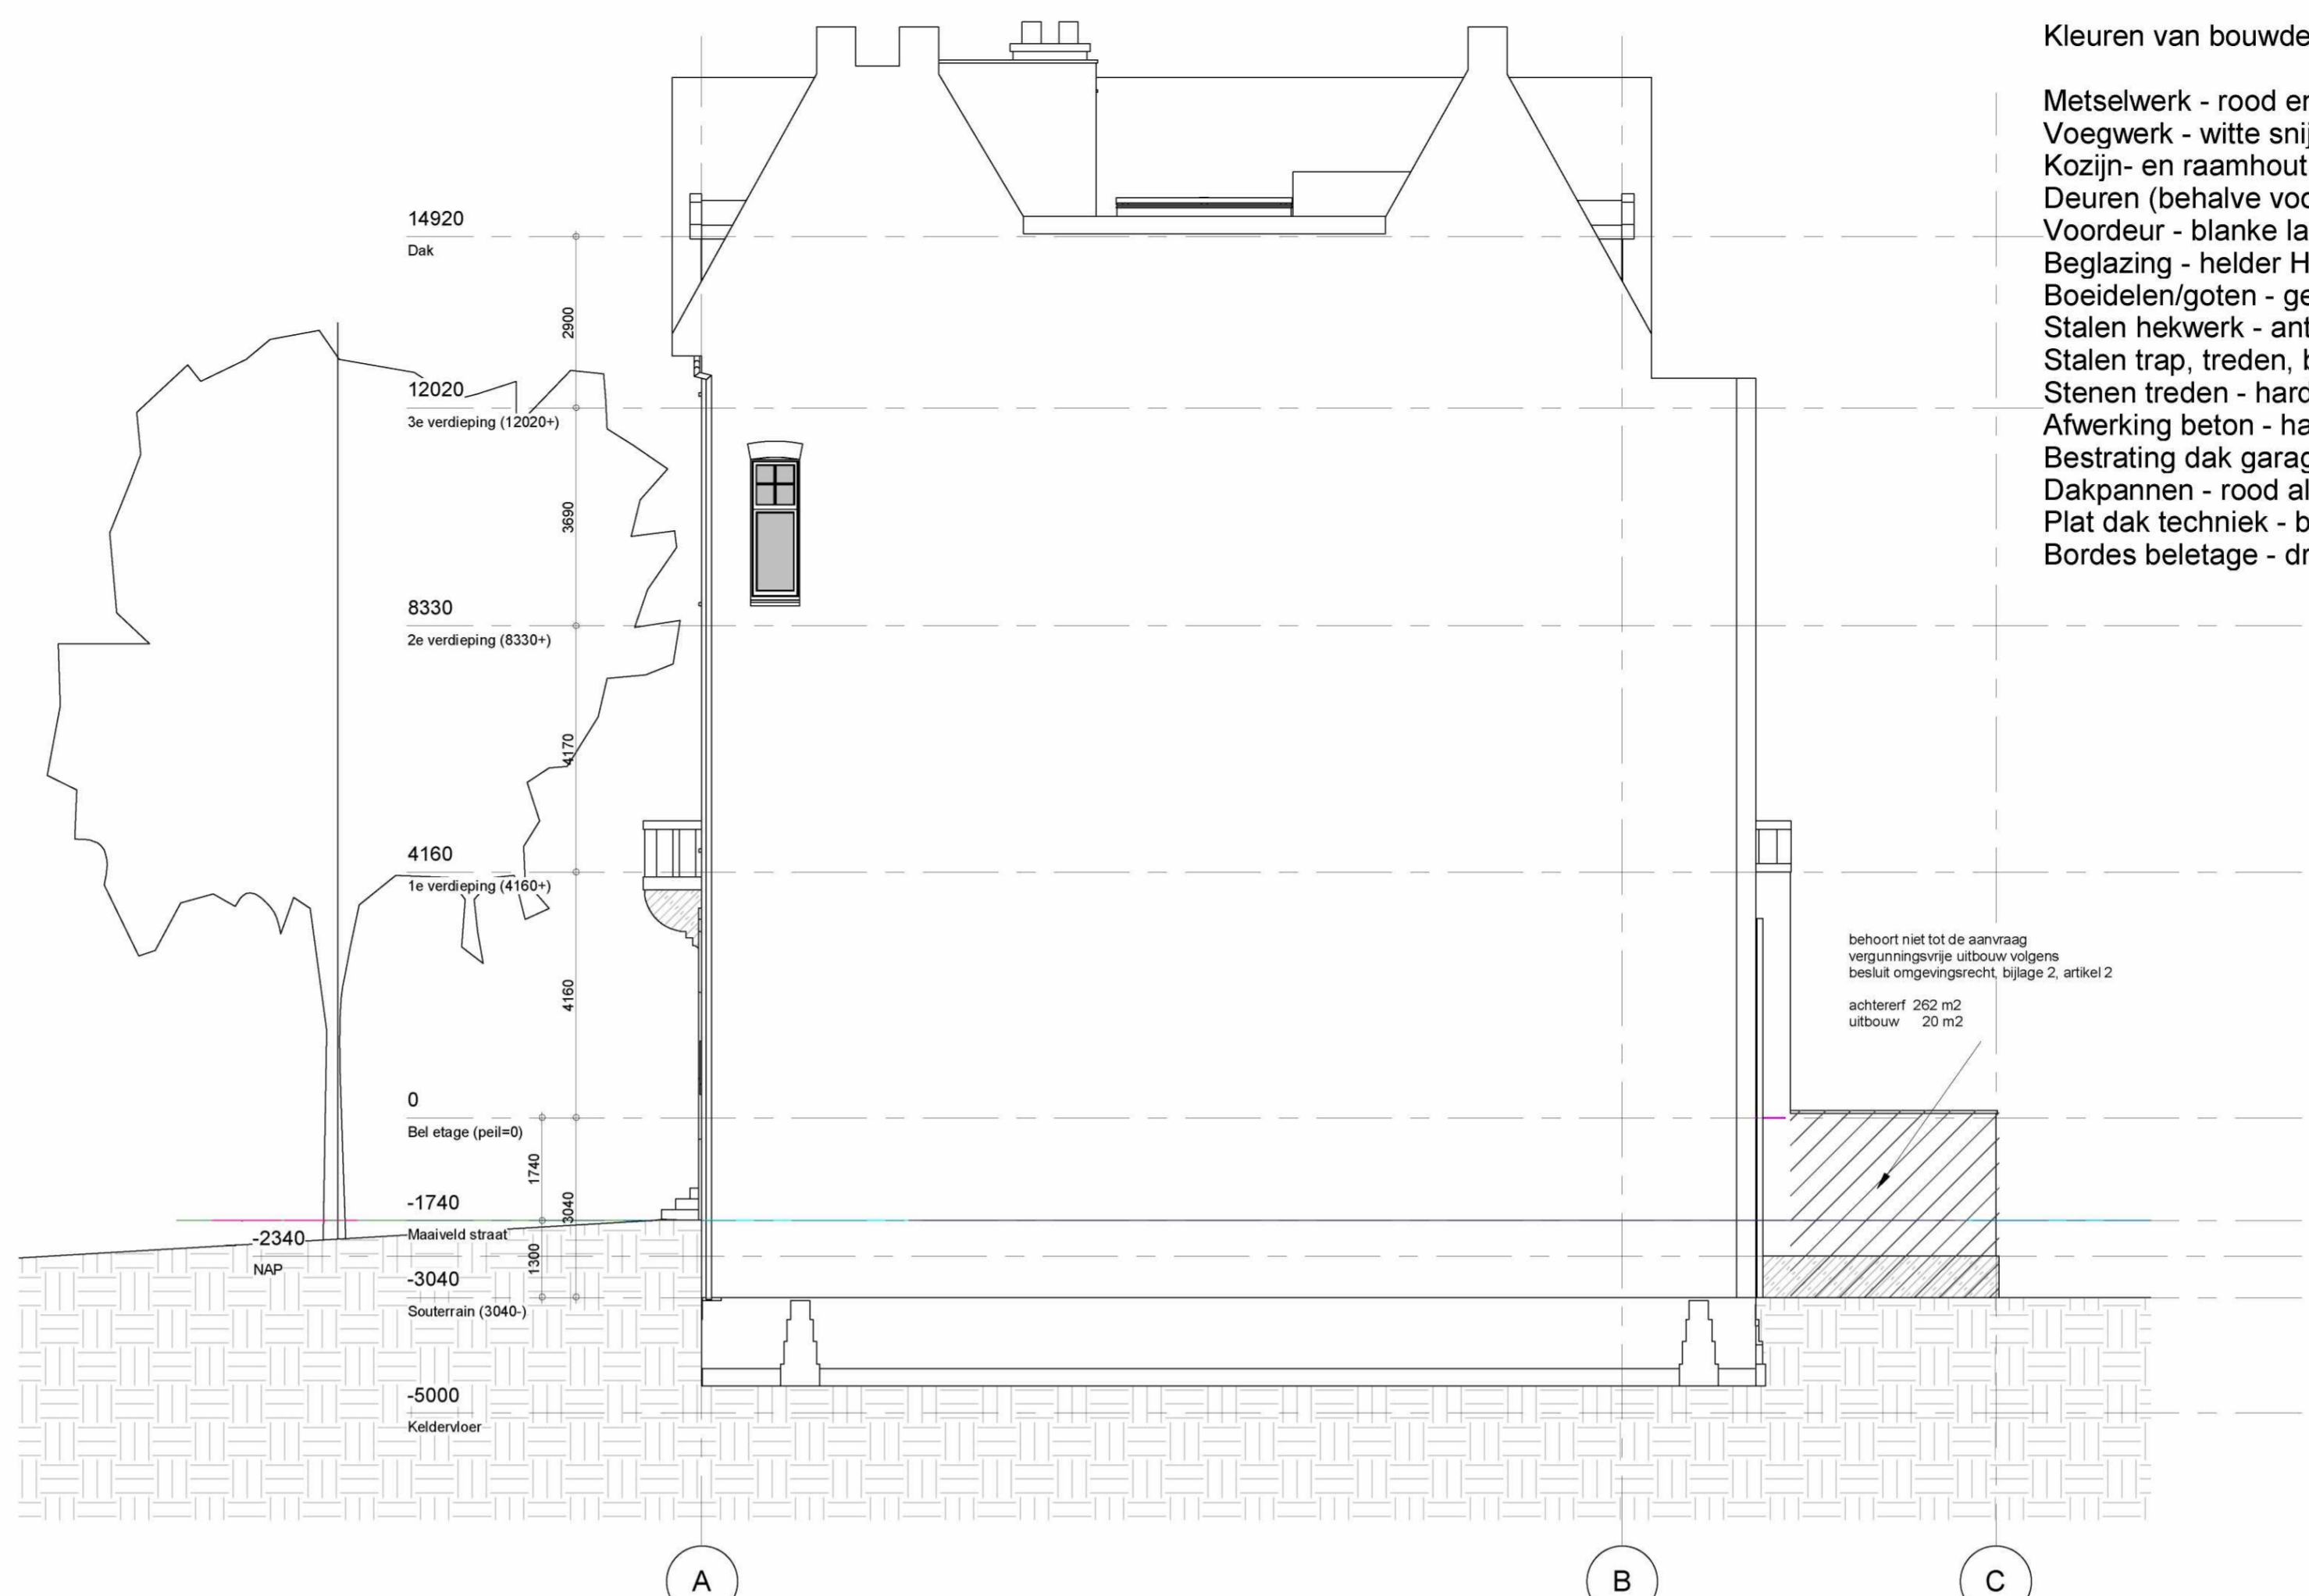 Kleuren van bouwde
Metselwerk - rood er
Voegwerk - witte snij
Kozijn- en raamhout
Deuren (behalve voo
Voordeur - blanke la
Beglazing - helder H
Boeidelen/goten - ge
Stalen hekwerk - ant
Stalen trap, treden, b
Stenen treden - hard
Afwerking beton - ha
Bestrating dak garag
Dakpannen - rood al
Plat dak techniek - b
Bordes beletage - dr
14920
Dak
2900
12020
3e verdieping (12020+)
3690
8330
2e verdieping (8330+)
4170
4160
1e verdieping (4160+)
4160
behoort niet tot de aanvraag
vergunningsvrije uitbouw volgens
besluit omgevingsrecht, bijlage 2, artikel 2
achtererf 262 m2
uitbouw 20 m2
0
Bel etage (peil=0)
1740
3040
-1740
Maaiveld straat
-2340
NAP
1300
-3040
Souterrain (3040-)
-5000
Keldervloer
A
B
C